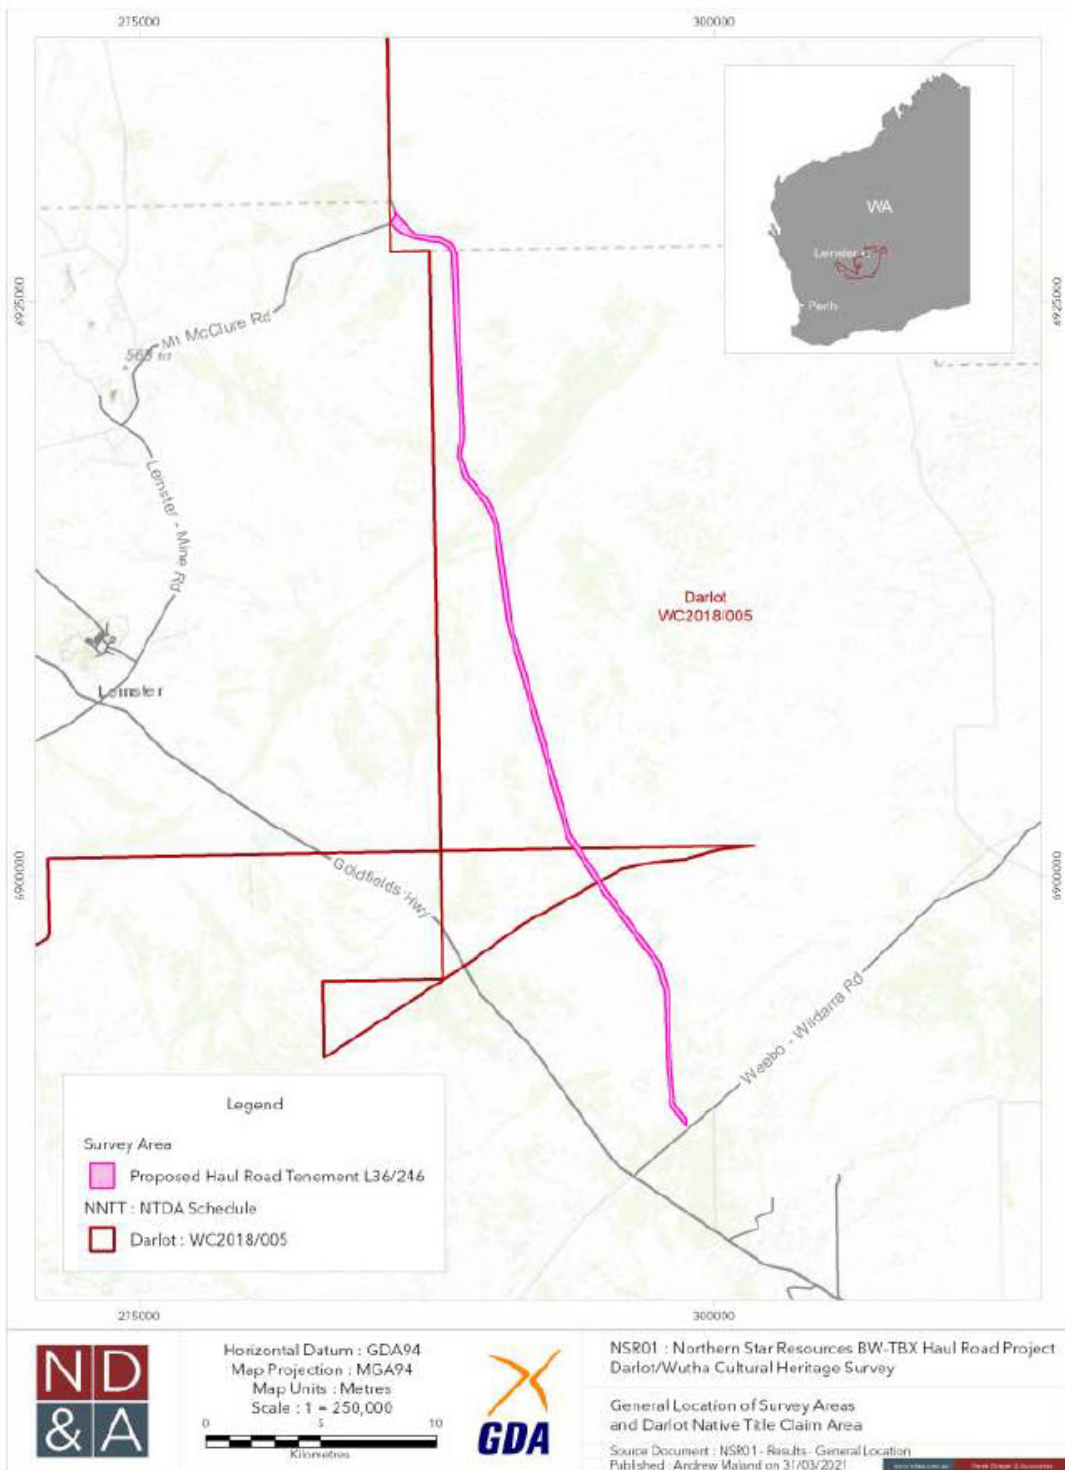 275000
300000
WA
Leinster
Perth
6925000
6925000
Mt McClure Rd
563 m
Leinster - Mine Rd
Darlot
WC2018/005
Leinster
6900000
6900000
Goldfields Hwy
Weebo - Wildarra Rd
Legend
Survey Area
Proposed Haul Road Tenement L36/246
NNTT : NTDA Schedule
Darlot : WC2018/005
275000
300000
ND
&A
Horizontal Datum : GDA94
Map Projection : MGA94
Map Units : Metres
Scale : 1 = 250,000
0 5 10
Kilometres
GDA
NSR01 : Northern Star Resources BW-TBX Haul Road Project
Darlot/Wutha Cultural Heritage Survey
General Location of Survey Areas
and Darlot Native Title Claim Area
Source Document : NSR01 - Results - General Location
Published : Andrew Maland on 31/03/2021